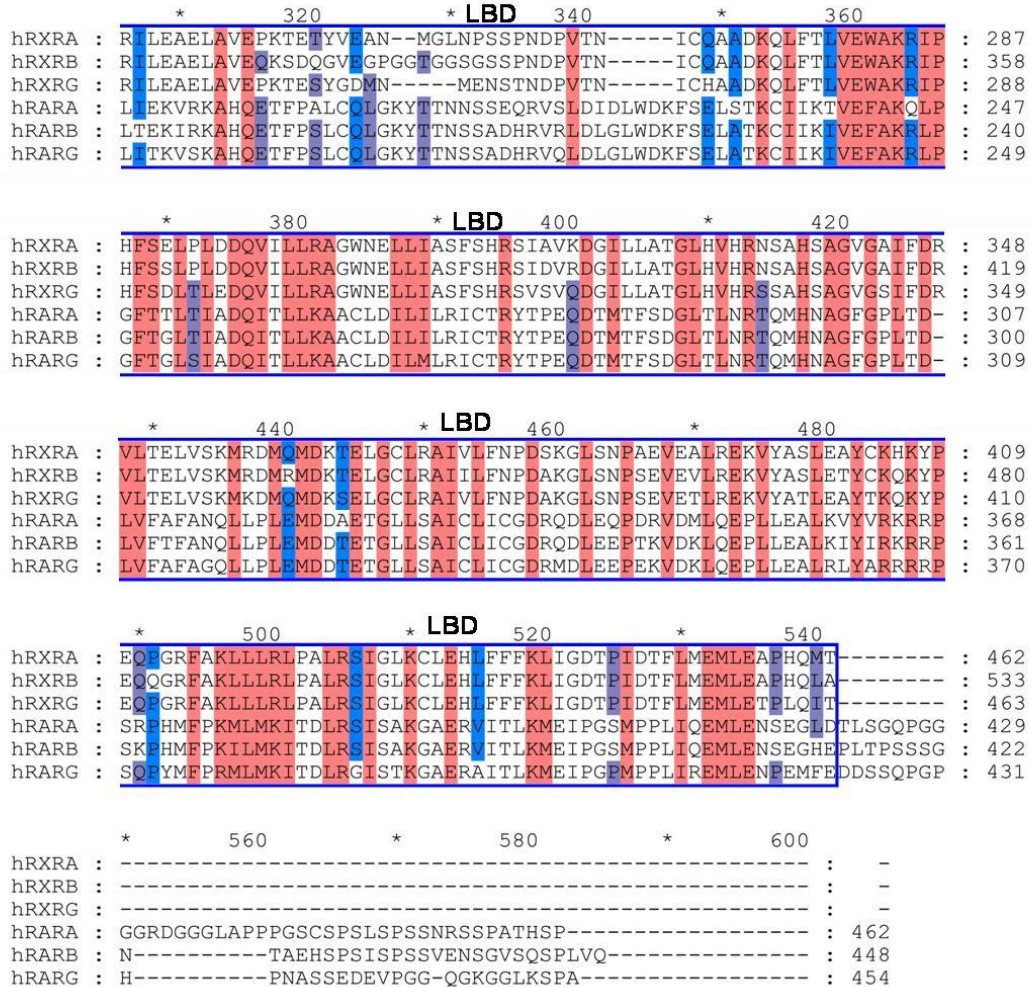 * 320 * LBD 340 * 360
hRXRA : RILEAELAVEPKTETYVEAN--MGLNPSSPNDPVTN-----ICQAADKQLFTLVEWAKRIP : 287
hRXRB : RILEAELAVEQKSDQGVEGPGGTGGSGSSPNDPVTN-----ICQAADKQLFTLVEWAKRIP : 358
hRXRG : RILEAELAVEPKTESYGDMN-----MENSTNDPVTN-----ICHAADKQLFTLVEWAKRIP : 288
hRARA : LIEKVRKAHQETFPALCQLGKYTTNNSSEQRVSLDIDLWDKFSELSTKCIIKTVEFAKQLP : 247
hRARB : LTEKIRKAHQETFPSLCQLGKYTTNSSADHRVRLDLGLWDKFSELATKCIIKIVEFAKRLP : 240
hRARG : LITKVSKAHQETFPSLCQLGKYTTNSSADHRVQLDLGLWDKFSELATKCIIKIVEFAKRLP : 249
* 380 * LBD 400 * 420
hRXRA : HFSELPLDDQVILLRAGWNELLIASFSHRSIAVKDGILLATGLHVHRNSAHSAGVGAIFDR : 348
hRXRB : HFSSLPLDDQVILLRAGWNELLIASFSHRSIDVRDGILLATGLHVHRNSAHSAGVGAIFDR : 419
hRXRG : HFSDLTLEDQVILLRAGWNELLIASFSHRSVSVQDGILLATGLHVHRSSAHSAGVGSIFDR : 349
hRARA : GFTTLTIADQITLLKAACLDILILRICTRYTPEQDTMTFSDGLTLNRTQMHNAGFGPLTD- : 307
hRARB : GFTGLTIADQITLLKAACLDILILRICTRYTPEQDTMTFSDGLTLNRTQMHNAGFGPLTD- : 300
hRARG : GFTGLSIADQITLLKAACLDILMLRICTRYTPEQDTMTFSDGLTLNRTQMHNAGFGPLTD- : 309
* 440 * LBD 460 * 480
hRXRA : VLTELVSKMRDMQMDKTELGCLRAIVLFNPDSKGLSNPAEVEALREKVYASLEAYCKHKYP : 409
hRXRB : VLTELVSKMRDMRMDKTELGCLRAIILFNPDAKGLSNPSEVEVLREKVYASLETYCKQKYP : 480
hRXRG : VLTELVSKMKDMQMDKSELGCLRAIVLFNPDAKGLSNPSEVETLREKVYATLEAYTKQKYP : 410
hRARA : LVFAFANQLLPLEMDDAETGLLSAICLICGDRQDLEQPDRVDMLQEPLLEALKVYVRKRRP : 368
hRARB : LVFTFANQLLPLEMDDTETGLLSAICLICGDRQDLEEPTKVDKLQEPLLEALKIYIRKRRP : 361
hRARG : LVFAFAGQLLPLEMDDTETGLLSAICLICGDRMDLEEPEKVDKLQEPLLEALRLYARRRRP : 370
* 500 * LBD 520 * 540
hRXRA : EQPGRFAKLLLRLPALRSIGLKCLEHLFFFKLIGDTPIDTFLMEMLEAPHQMT-------- : 462
hRXRB : EQQGRFAKLLLRLPALRSIGLKCLEHLFFFKLIGDTPIDTFLMEMLEAPHQLA-------- : 533
hRXRG : EQPGRFAKLLLRLPALRSIGLKCLEHLFFFKLIGDTPIDTFLMEMLETPLQIT-------- : 463
hRARA : SRPHMFPKMLMKITDLRSISAKGAERVITLKMEIPGSMPPLIQEMLENSEGLDTLSGQPGG : 429
hRARB : SKPHMFPKILMKITDLRSISAKGAERVITLKMEIPGSMPPLIQEMLENSEGHEPLTPSSSG : 422
hRARG : SQPYMFPRMLMKITDLRGISTKGAERAITLKMEIPGPMPPLIREMLENPEMFEDDSSQPGP : 431
* 560 * 580 * 600
hRXRA : ------------------------------------------------------------- : -
hRXRB : ------------------------------------------------------------- : -
hRXRG : ------------------------------------------------------------- : -
hRARA : GGRDGGGLAPPPGSCSPSLSPSSNRSSPATHSP---------------------------- : 462
hRARB : N------------TAEHSPSISPSSVENSGVSQSPLVQ----------------------- : 448
hRARG : H------------PNASSEDEVPGG-QGKGGLKSPA------------------------- : 454